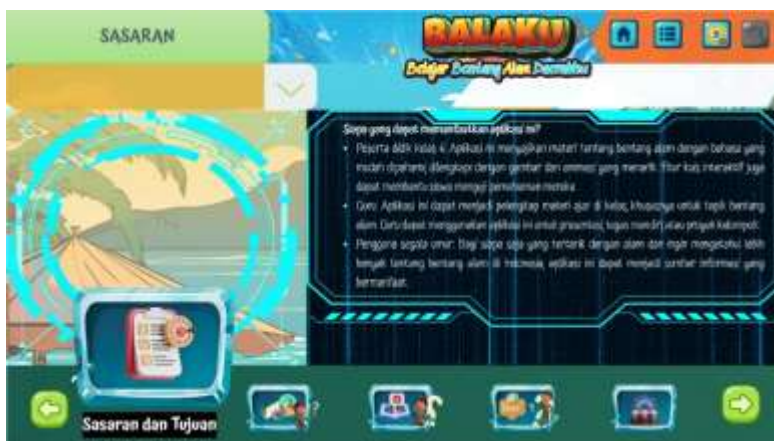 SASARAN
BALAKU
Belajar Bentang Alam Daerahku
Siapa yang dapat memanfaatkan aplikasi ini?
• Peserta didik kelas 4: Aplikasi ini menyajikan materi tentang bentang alam dengan bahasa yang
mudah dipahami, dilengkapi dengan gambar dan animasi yang menarik. Fitur kuis interaktif juga
dapat membantu siswa menguji pemahaman mereka.
• Guru: Aplikasi ini dapat menjadi pelengkap materi ajar di kelas, khususnya untuk topik bentang
alam. Guru dapat menggunakan aplikasi ini untuk presentasi, tugas mandiri, atau proyek kelompok.
• Pengguna segala umur: Bagi siapa saja yang tertarik dengan alam dan ingin mengetahui lebih
banyak tentang bentang alam di Indonesia, aplikasi ini dapat menjadi sumber informasi yang
bermanfaat.
Sasaran dan Tujuan